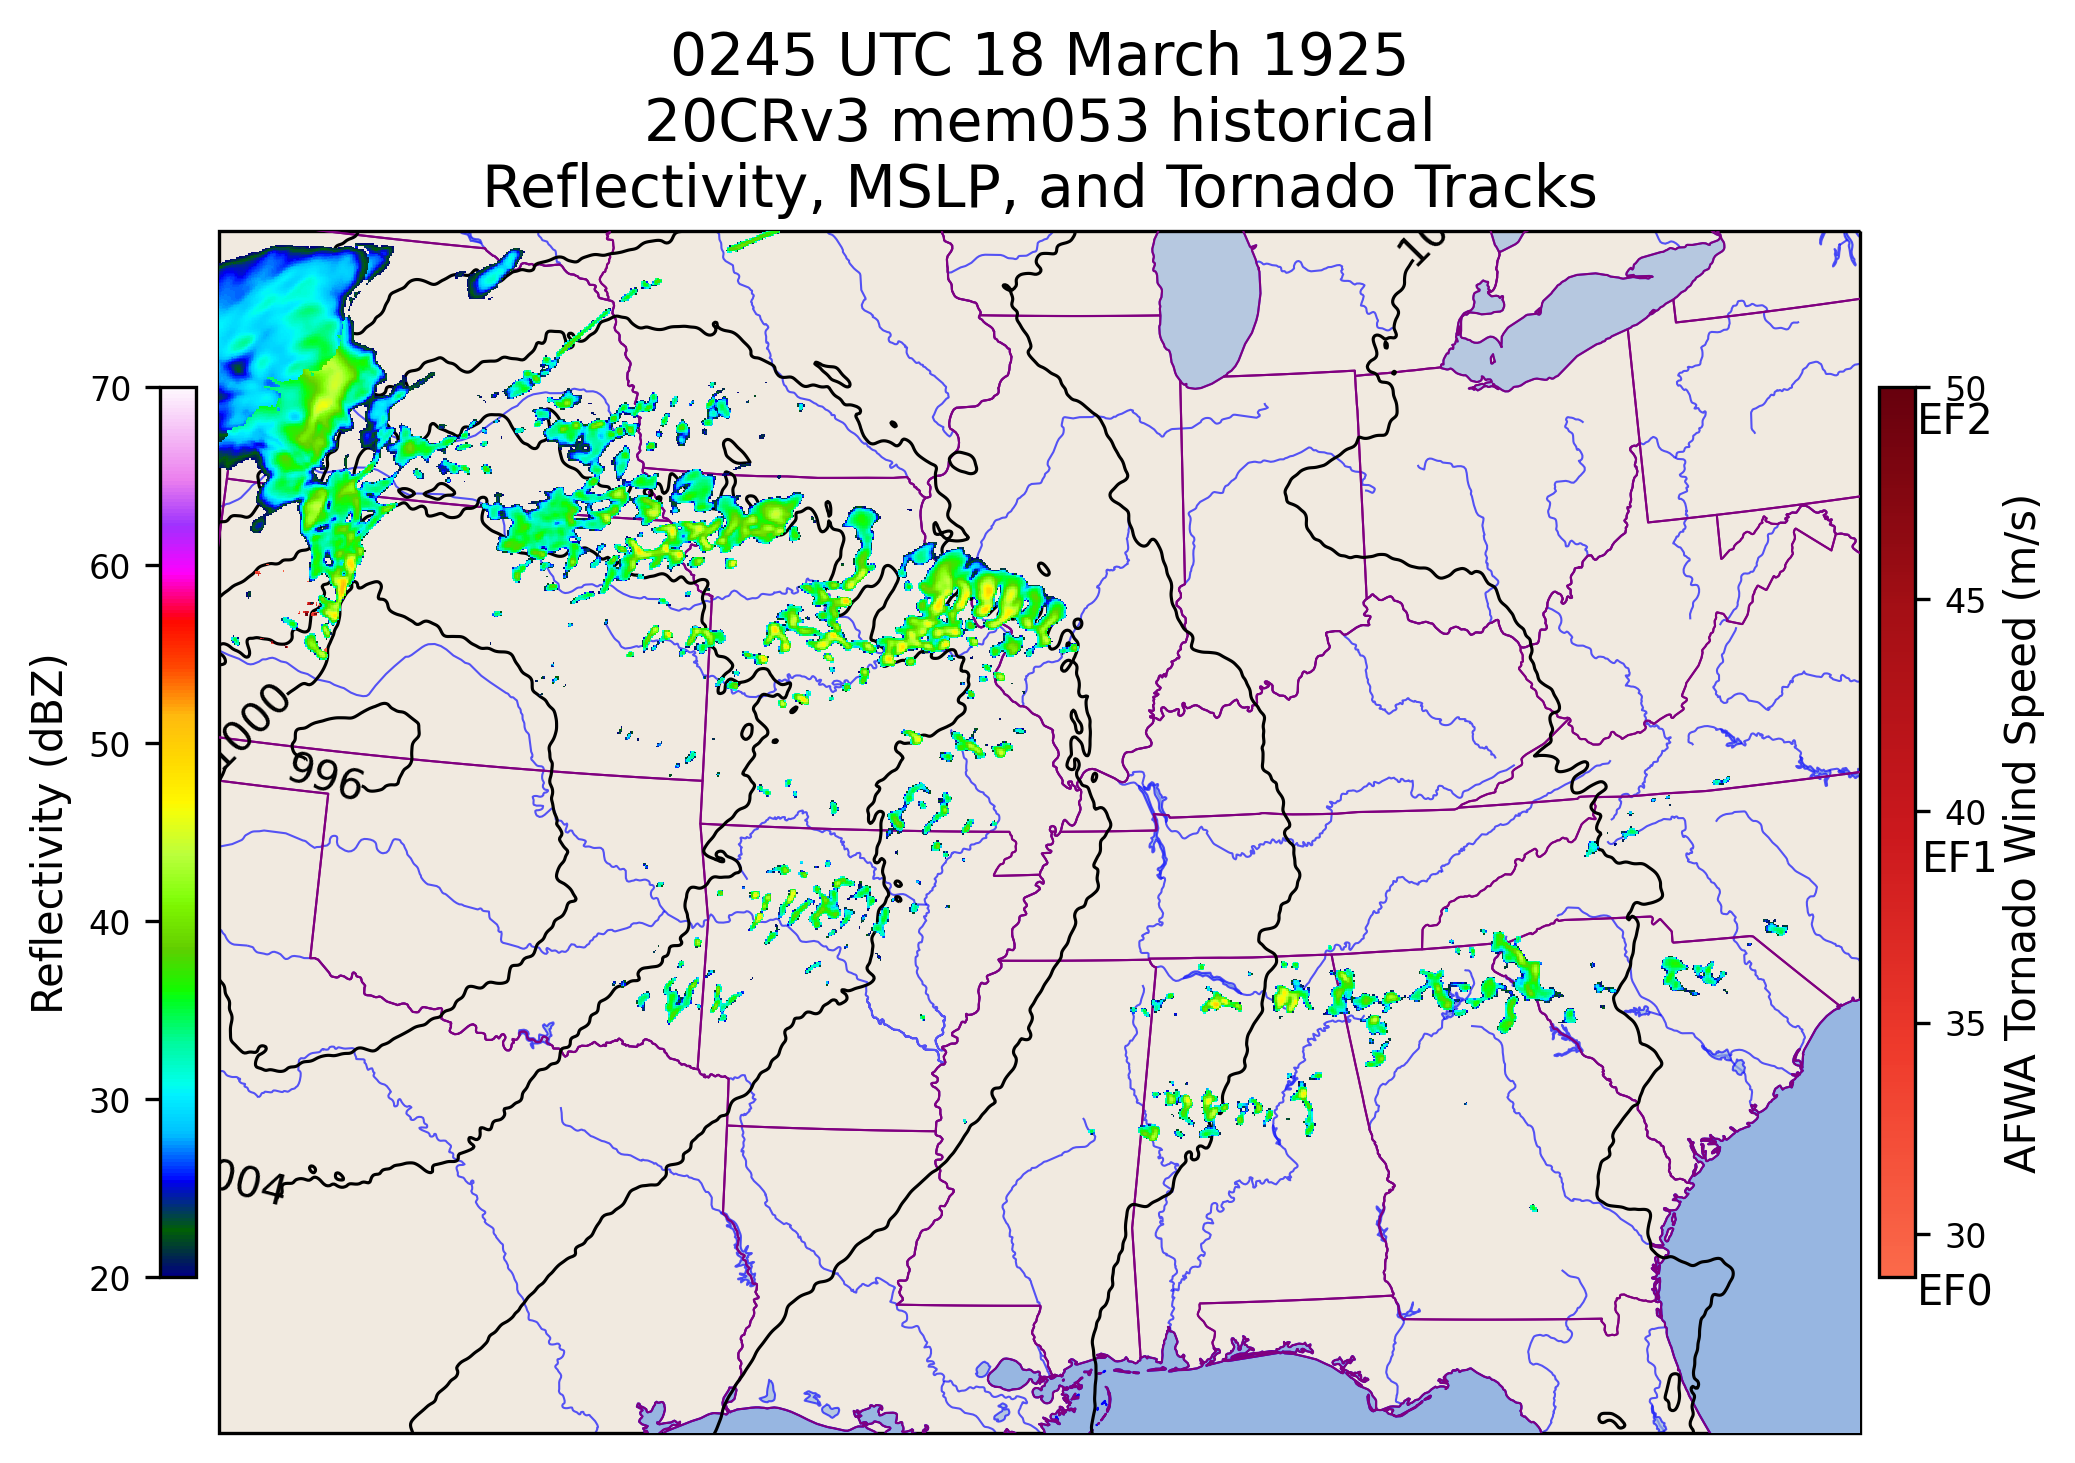 0245 UTC 18 March 1925
20CRv3 mem053 historical
Reflectivity, MSLP, and Tornado Tracks
10
70
60
50
40
30
20
Reflectivity (dBZ)
1000
996
004
50
EF2
45
40
EF1
35
30
EF0
AFWA Tornado Wind Speed (m/s)